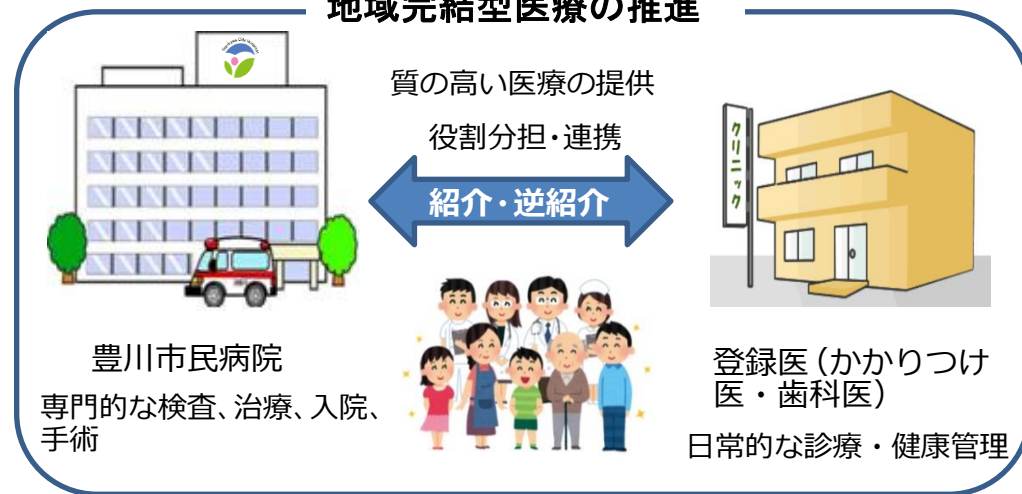 地域完結型医療の推進
質の高い医療の提供
役割分担・連携
紹介・逆紹介
クリニック
豊川市民病院
専門的な検査、治療、入院、
手術
登録医(かかりつけ
医・歯科医)
日常的な診療・健康管理